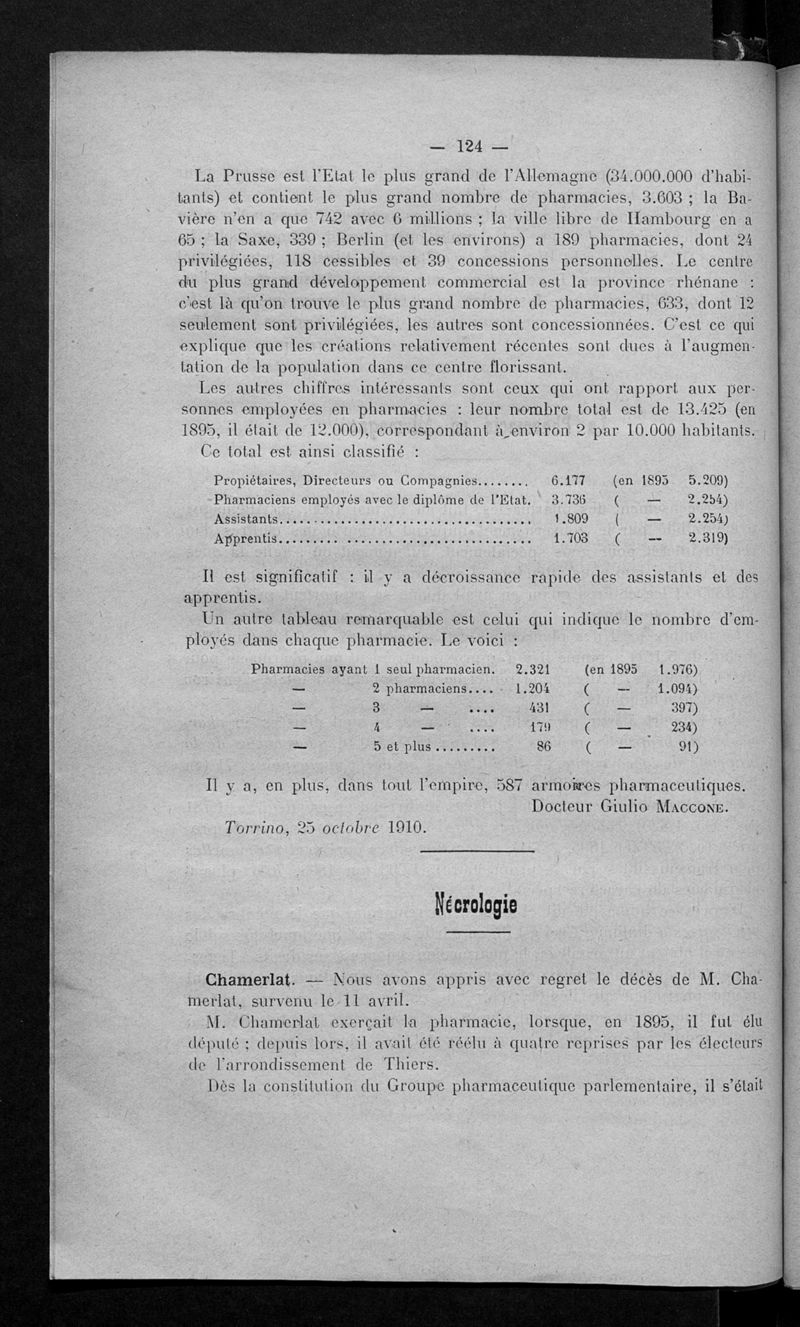 — 124 —
La Prusse est l'Etat le plus grand de l'Allemagne (34.000.000 d'habi-
tants) et contient le plus grand nombre de pharmacies, 3.603 ; la Ba-
vière n'en a que 742 avec 6 millions ; la ville libre de Hambourg en a
65 ; la Saxe, 339 ; Berlin (et les environs) a 189 pharmacies, dont 24
privilégiées, 118 cessibles et 39 concessions personnelles. Le centre
du plus grand développement commercial est la province rhénane :
c'est là qu'on trouve le plus grand nombre de pharmacies, 633, dont 12
seulement sont privilégiées, les autres sont concessionnées. C'est ce qui
explique que les créations relativement récentes sont dues à l'augmen-
tation de la population dans ce centre florissant.
Les autres chiffres intéressants sont ceux qui ont rapport aux per-
sonnes employées en pharmacies : leur nombre total est de 13.425 (en
1895, il était de 12.000), correspondant à environ 2 par 10.000 habitants.
Ce total est ainsi classifié :
Propiétaires, Directeurs ou Compagnies........ 6.177 (en 1895 5.209)
Pharmaciens employés avec le diplôme de l'Etat. 3.736 ( — 2.254)
Assistants..................................... 1.809 ( — 2.254)
Apprentis...................................... 1.703 ( — 2.319)
Il est significatif : il y a décroissance rapide des assistants et des
apprentis.
Un autre tableau remarquable est celui qui indique le nombre d'em-
ployés dans chaque pharmacie. Le voici :
Pharmacies ayant 1 seul pharmacien. 2.321 (en 1895 1.976)
— 2 pharmaciens.... 1.204 ( — 1.094)
— 3 — .... 431 ( — 397)
— 4 — .... 179 ( — 234)
— 5 et plus ......... 86 ( — 91)
Il y a, en plus, dans tout l'empire, 587 armoires pharmaceutiques.
Docteur Giulio MACCONE.
Torrino, 25 octobre 1910.
Nécrologie
Chamerlat. — Nous avons appris avec regret le décès de M. Cha-
merlat, survenu le 11 avril.
M. Chamerlat exerçait la pharmacie, lorsque, en 1895, il fut élu
député ; depuis lors, il avait été réélu à quatre reprises par les électeurs
de l'arrondissement de Thiers.
Dès la constitution du Groupe pharmaceutique parlementaire, il s'était